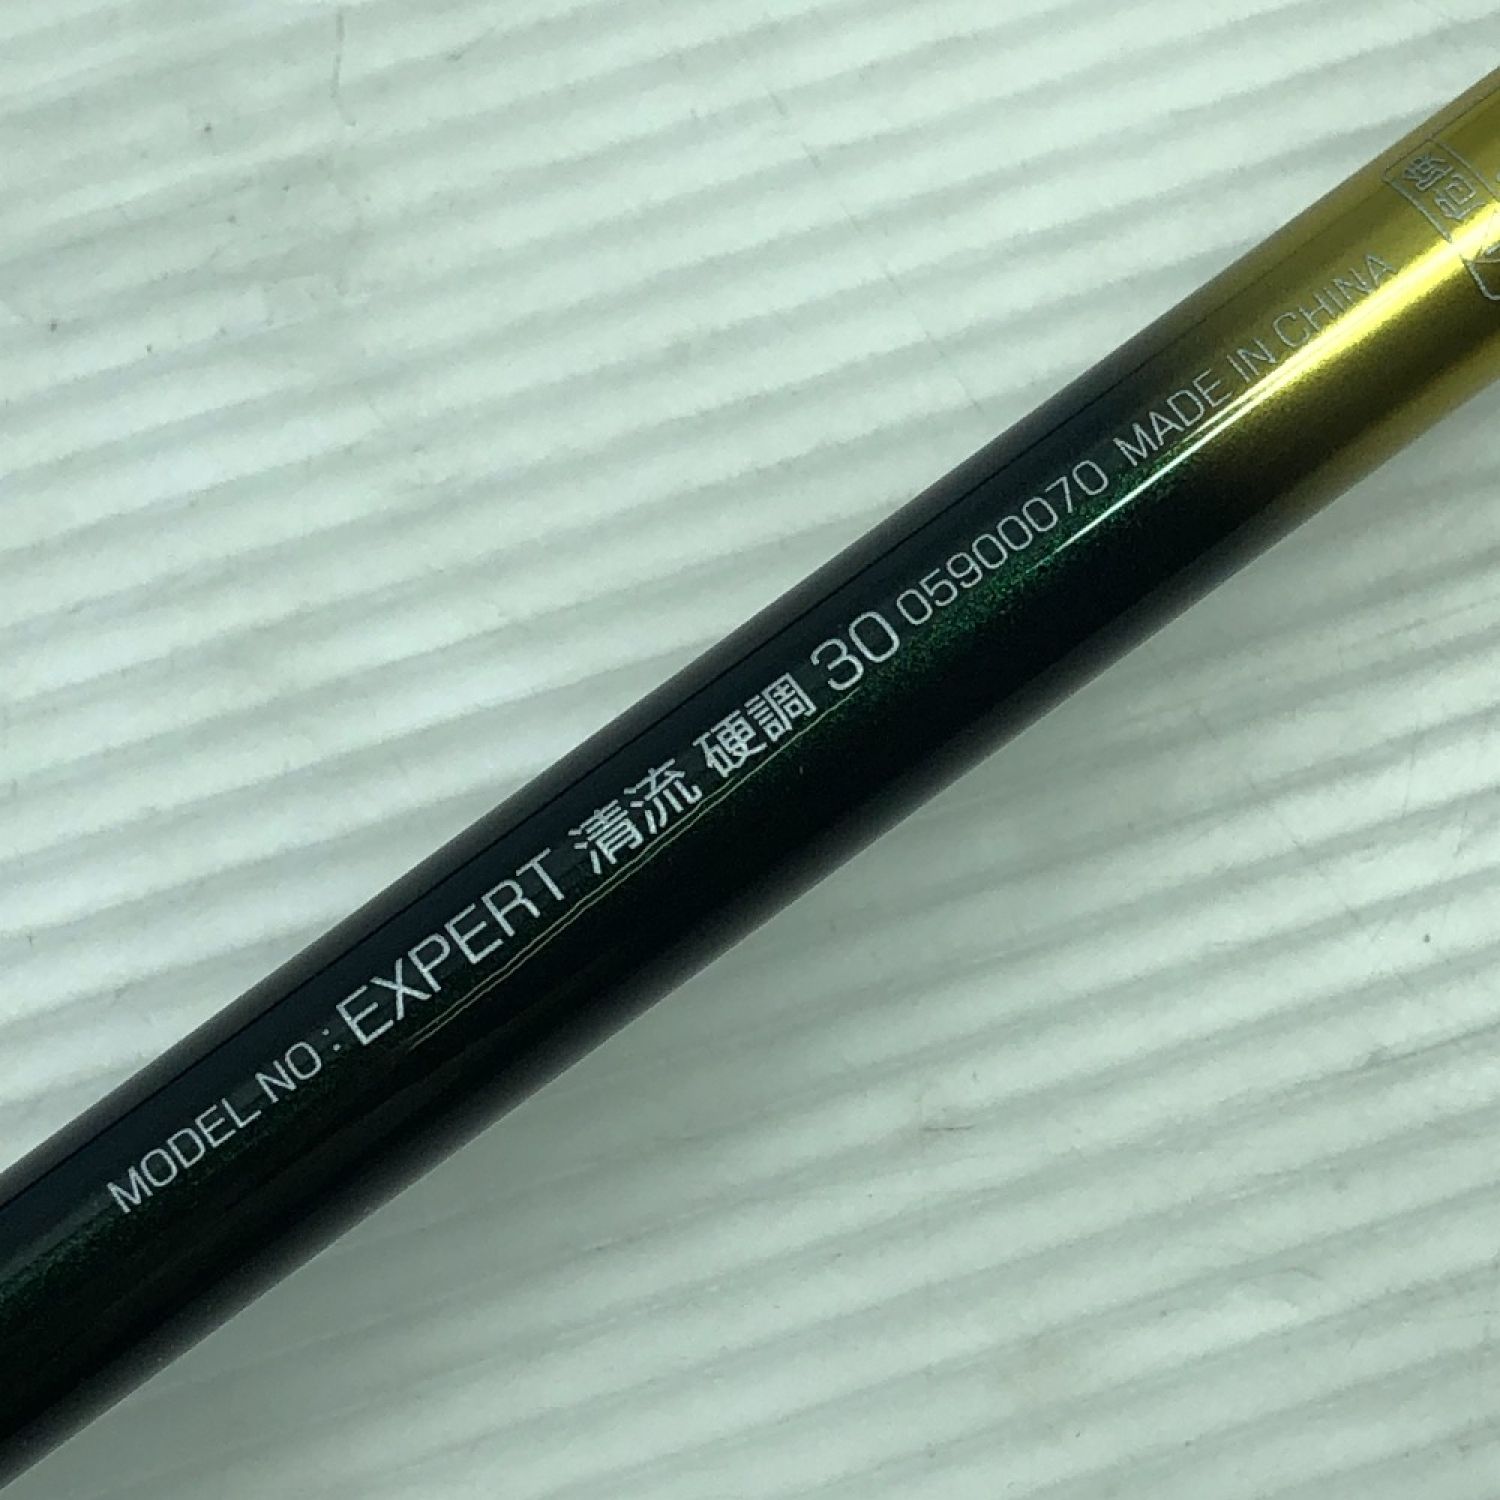 MODEL NO : EXPERT 清流 硬調 30 05900070 MADE IN CHINA